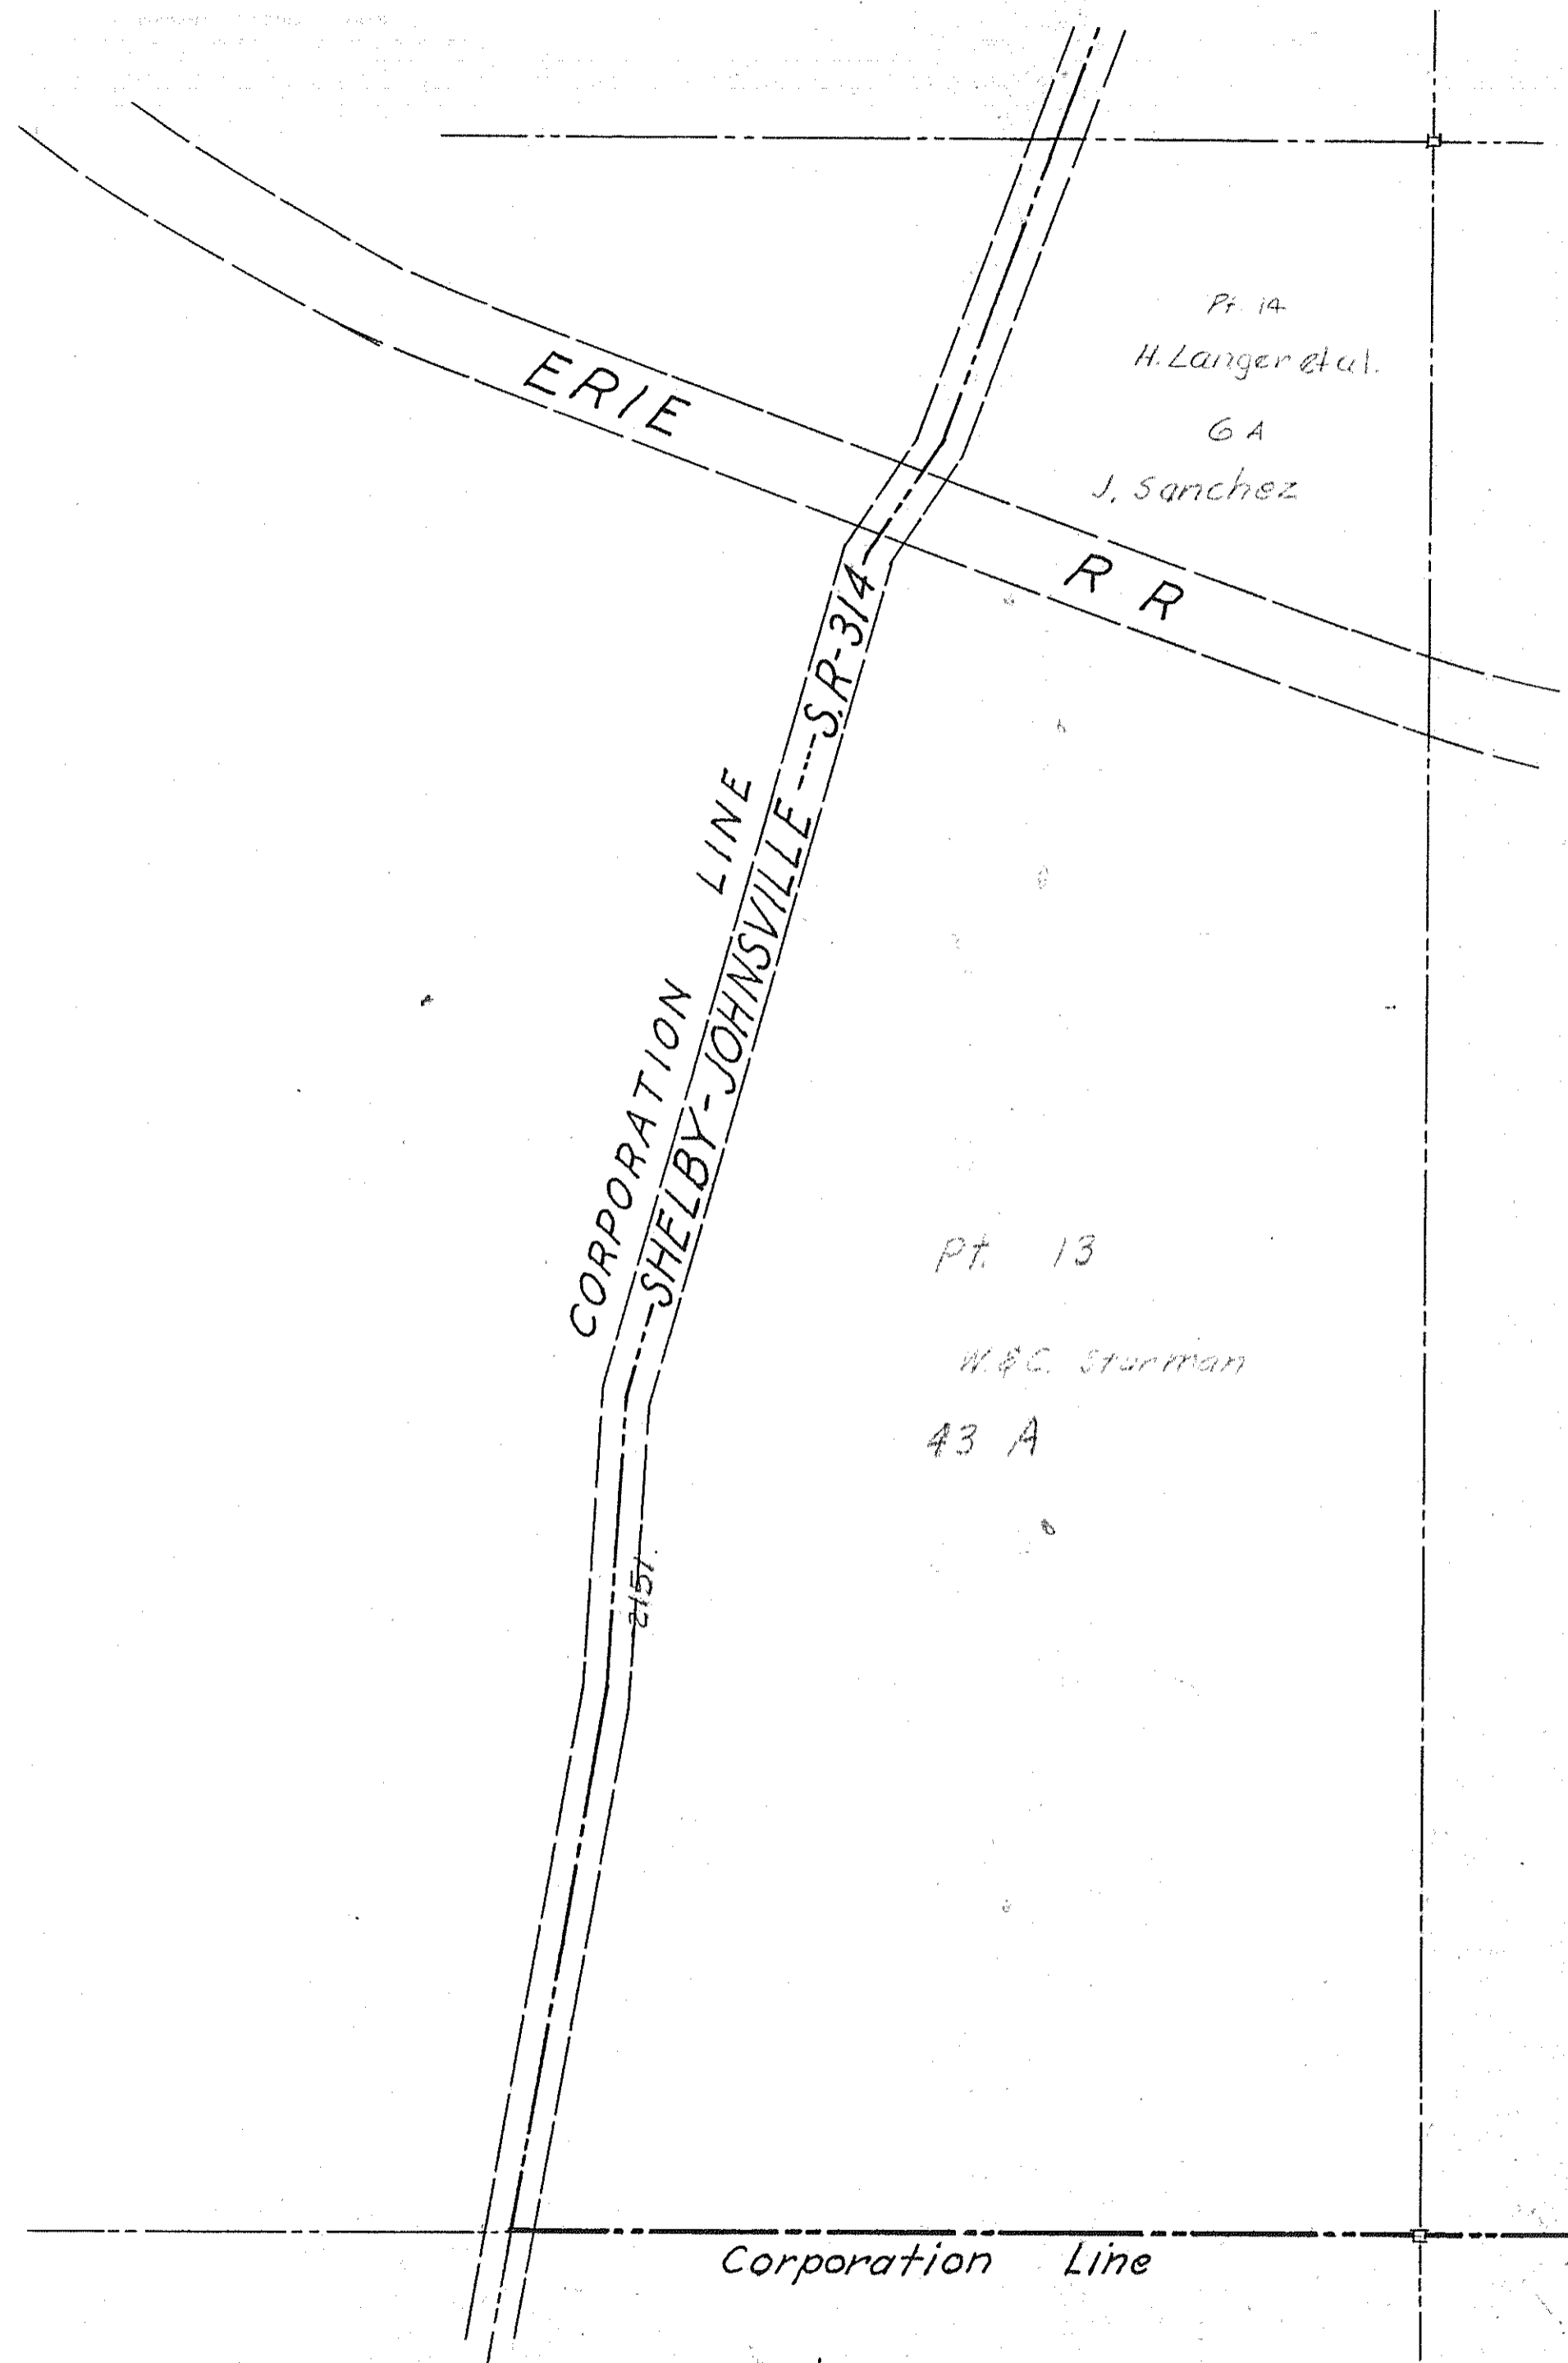 Pt. 14
H. Langer et al.
6 A
J. Sanchez
ERIE R R
CORPORATION LINE
SHELBY-JOHNSVILLE-----S.R-314
Pt. 13
W. & C. Sturman
43 A
2151.
Corporation Line